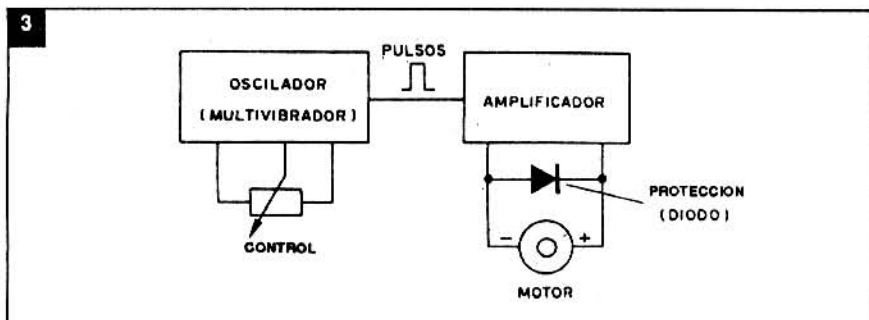 3
PULSOS
OSCILADOR
(MULTIVIBRADOR)
AMPLIFICADOR
PROTECCION
(DIODO)
CONTROL
- +
MOTOR